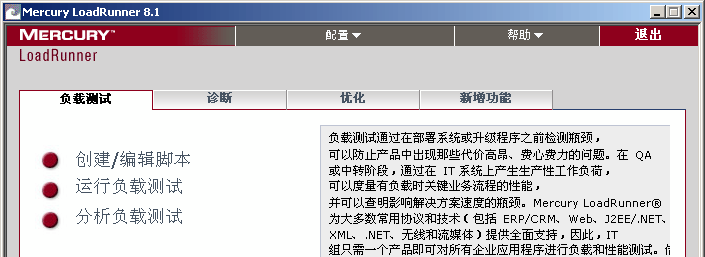 Mercury LoadRunner 8.1
MERCURY™ 配置 帮助 退出
LoadRunner
负载测试 诊断 优化 新增功能
创建/编辑脚本
运行负载测试
分析负载测试
负载测试通过在部署系统或升级程序之前检测瓶颈，
可以防止产品中出现那些代价高昂、费心费力的问题。在 QA
或中转阶段，通过在 IT 系统上产生生产性工作负荷，
可以度量有负载时关键业务流程的性能，
并可以查明影响解决方案速度的瓶颈。Mercury LoadRunner®
为大多数常用协议和技术（包括 ERP/CRM、Web、J2EE/.NET、
XML、.NET、无线和流媒体）提供全面支持，因此，IT
组只需一个产品即可对所有企业应用程序进行负载和性能测试。